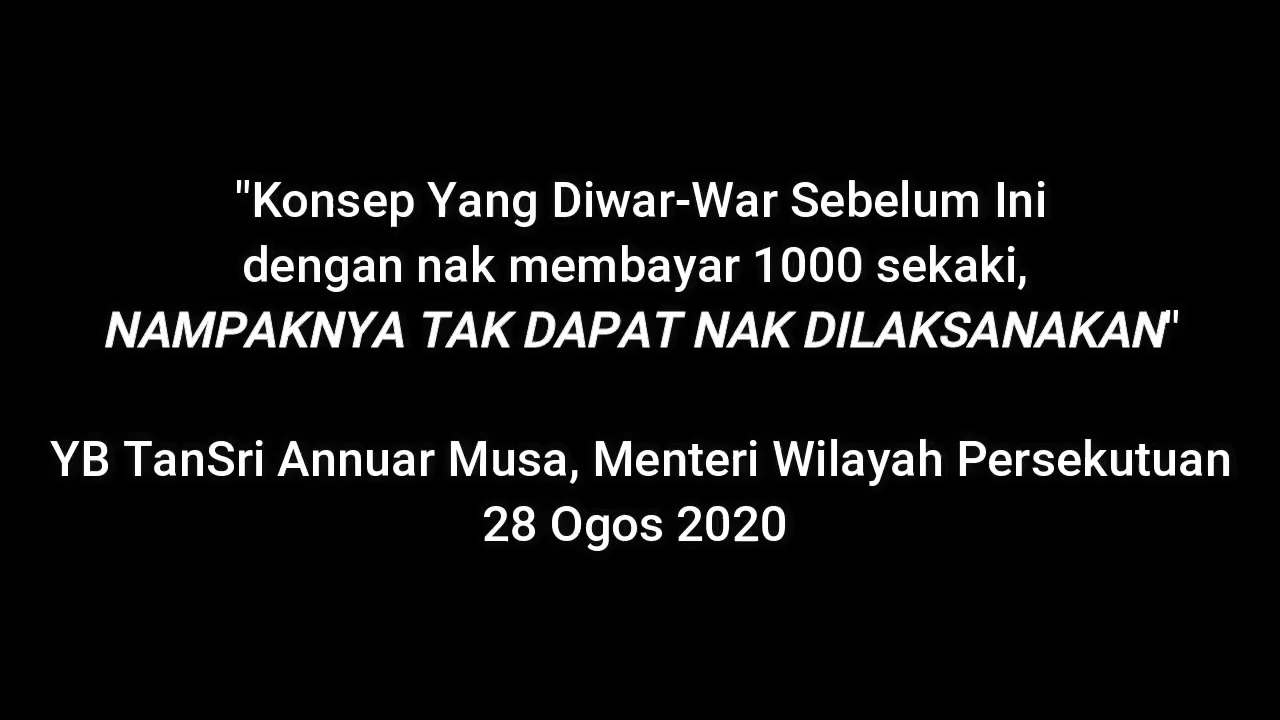 "Konsep Yang Diwar-War Sebelum Ini
dengan nak membayar 1000 sekaki,
NAMPAKNYA TAK DAPAT NAK DILAKSANAKAN"
YB TanSri Annuar Musa, Menteri Wilayah Persekutuan
28 Ogos 2020